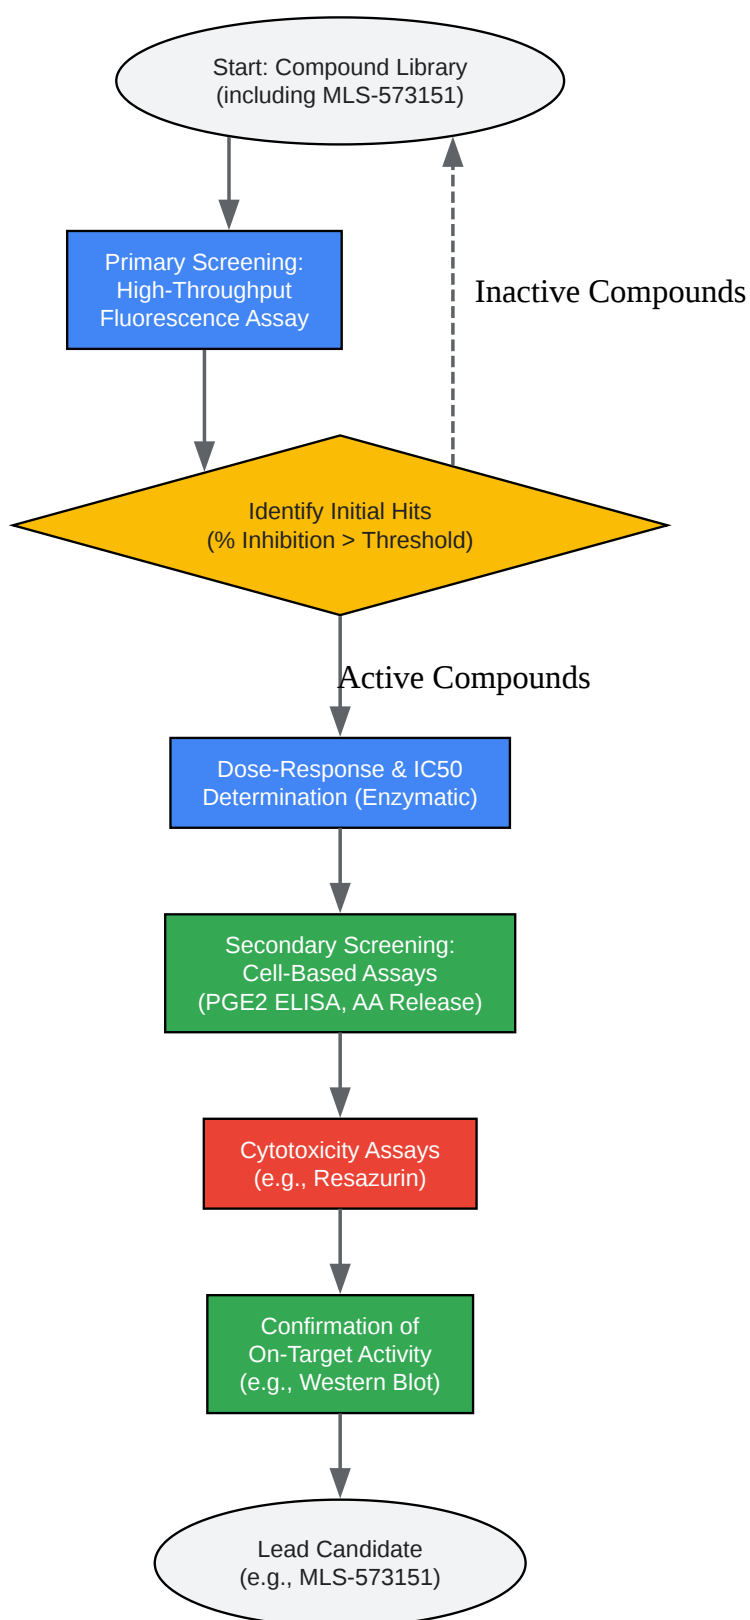 Start: Compound Library
(including MLS-573151)
Primary Screening:
High-Throughput
Fluorescence Assay
Inactive Compounds
Identify Initial Hits
(% Inhibition > Threshold)
Active Compounds
Dose-Response & IC50
Determination (Enzymatic)
Secondary Screening:
Cell-Based Assays
(PGE2 ELISA, AA Release)
Cytotoxicity Assays
(e.g., Resazurin)
Confirmation of
On-Target Activity
(e.g., Western Blot)
Lead Candidate
(e.g., MLS-573151)